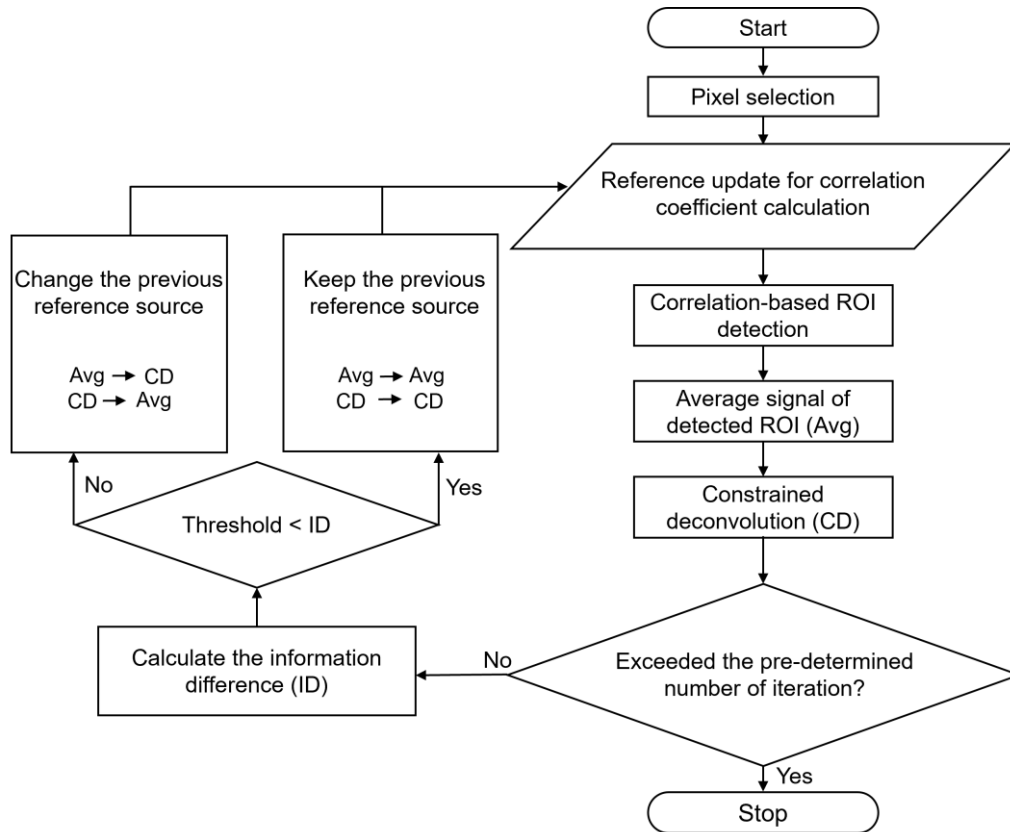 Start
Pixel selection
Reference update for correlation
coefficient calculation
Correlation-based ROI
detection
Average signal of
detected ROI (Avg)
Constrained
deconvolution (CD)
Exceeded the pre-determined
number of iteration?
Yes
Stop
No
Calculate the information
difference (ID)
Threshold < ID
No
Yes
Change the previous
reference source
Avg → CD
CD → Avg
Keep the previous
reference source
Avg → Avg
CD → CD